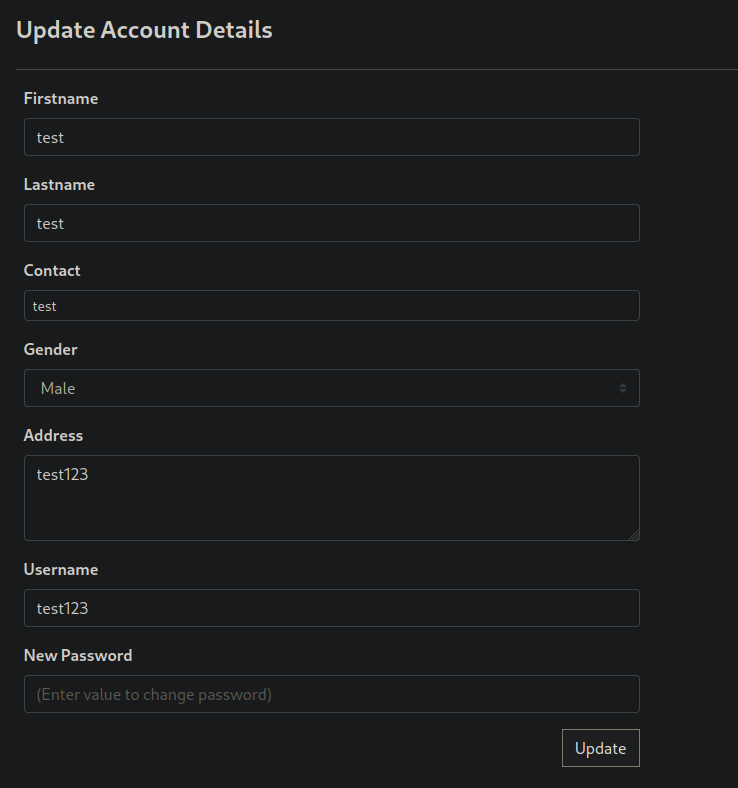 Update Account Details
Firstname
test
Lastname
test
Contact
test
Gender
Male
Address
test123
Username
test123
New Password
(Enter value to change password)
Update